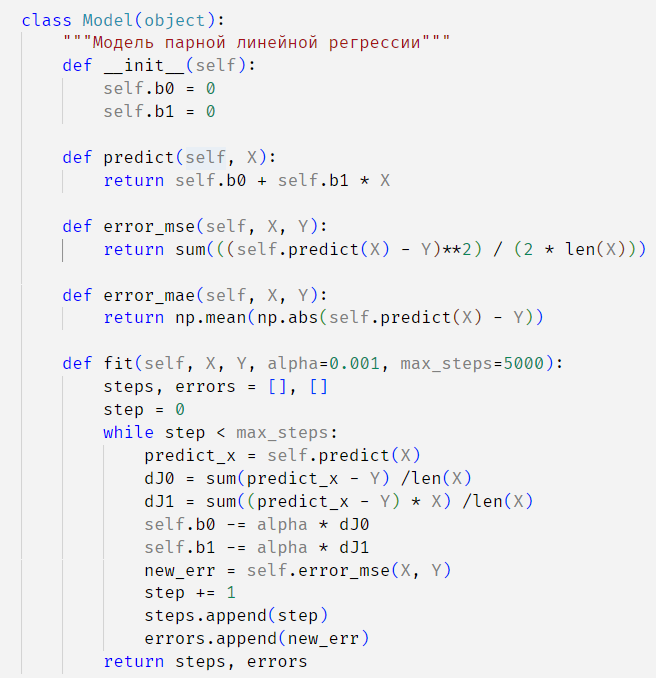 class Model(object):
    """Модель парной линейной регрессии"""
    def __init__(self):
        self.b0 = 0
        self.b1 = 0

    def predict(self, X):
        return self.b0 + self.b1 * X

    def error_mse(self, X, Y):
        return sum(((self.predict(X) - Y)**2) / (2 * len(X)))

    def error_mae(self, X, Y):
        return np.mean(np.abs(self.predict(X) - Y))

    def fit(self, X, Y, alpha=0.001, max_steps=5000):
        steps, errors = [], []
        step = 0
        while step < max_steps:
            predict_x = self.predict(X)
            dJ0 = sum(predict_x - Y) /len(X)
            dJ1 = sum((predict_x - Y) * X) /len(X)
            self.b0 -= alpha * dJ0
            self.b1 -= alpha * dJ1
            new_err = self.error_mse(X, Y)
            step += 1
            steps.append(step)
            errors.append(new_err)
        return steps, errors